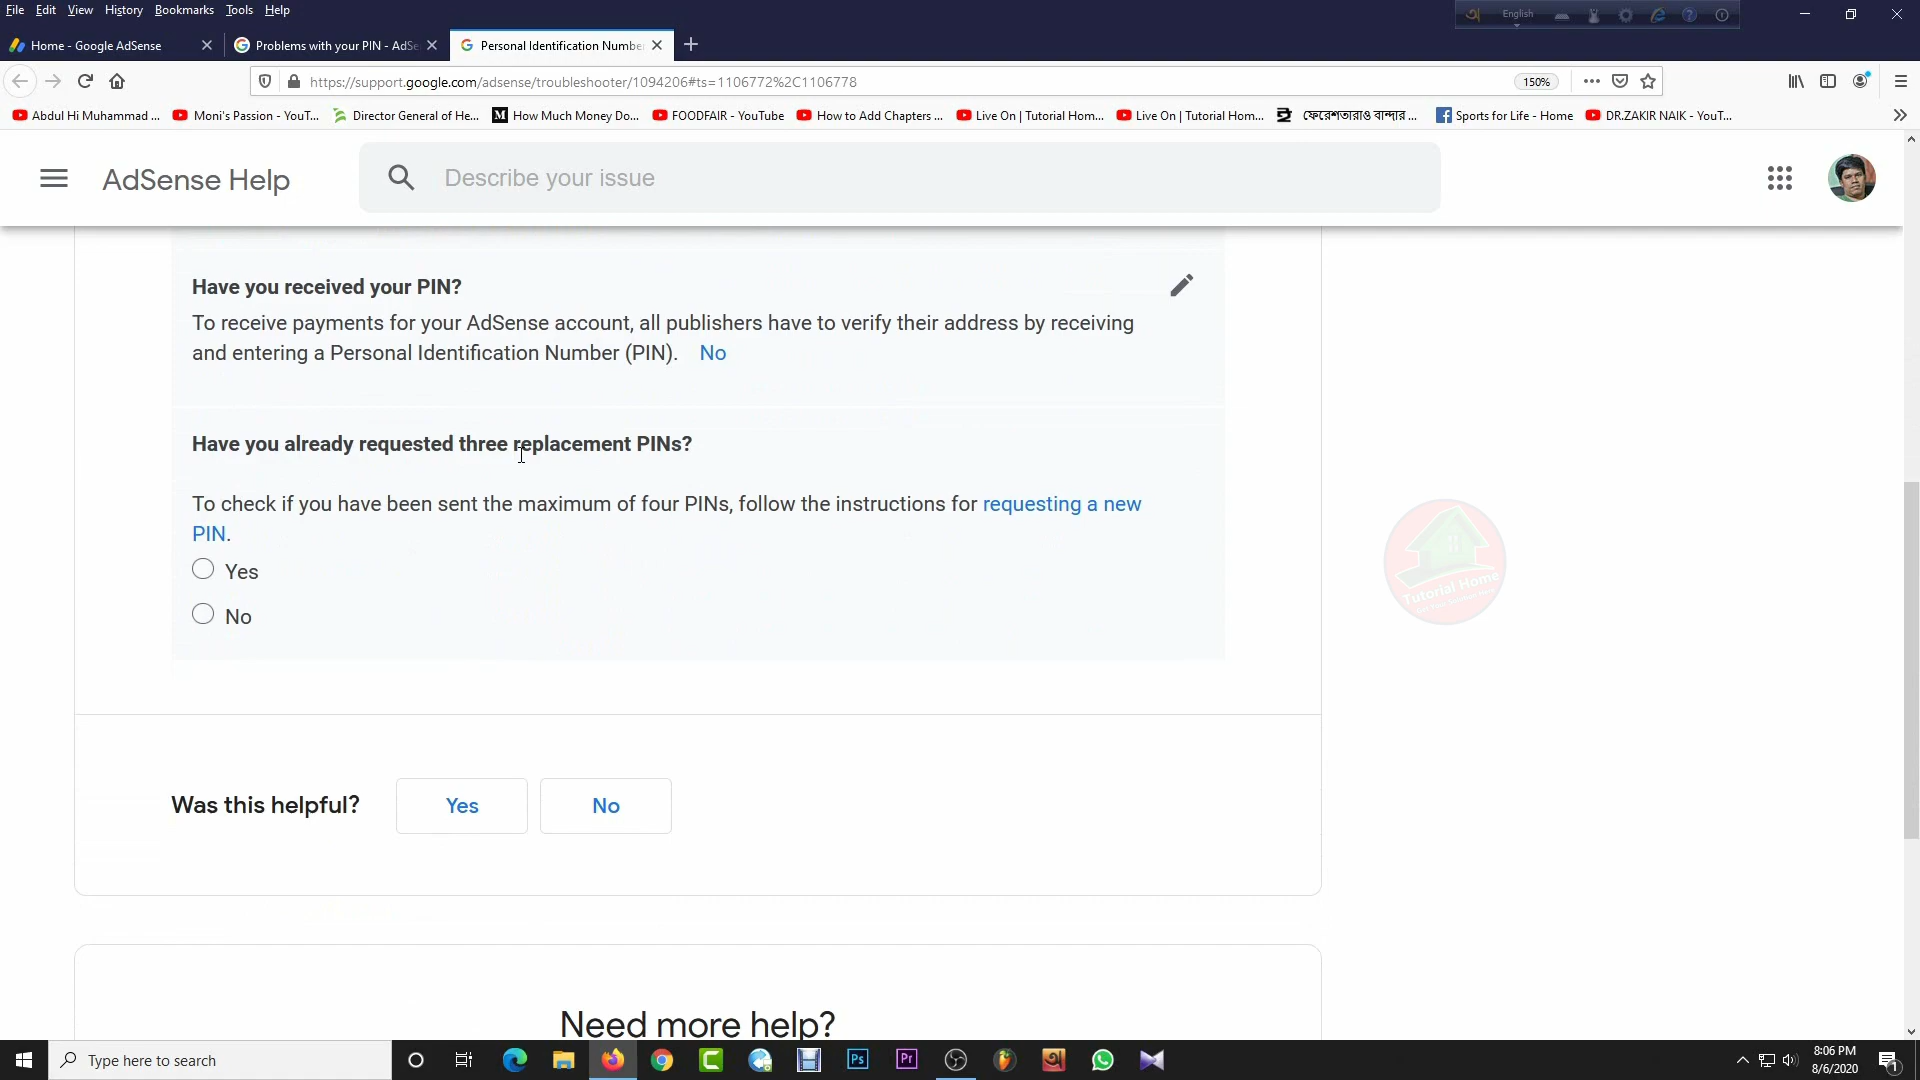 File Edit View History Bookmarks Tools Help
English
Home - Google AdSense
Problems with your PIN - AdSe
Personal Identification Numbe
https://support.google.com/adsense/troubleshooter/1094206#ts=1106772%2C1106778
150%
Abdul Hi Muhammad ...
Moni's Passion - YouT...
Director General of He...
How Much Money Do...
FOODFAIR - YouTube
How to Add Chapters ...
Live On | Tutorial Hom...
Live On | Tutorial Hom...
ফেরেশতারাও বান্দার ...
Sports for Life - Home
DR.ZAKIR NAIK - YouT...
AdSense Help
Describe your issue
Have you received your PIN?
To receive payments for your AdSense account, all publishers have to verify their address by receiving
and entering a Personal Identification Number (PIN). No
Have you already requested three replacement PINs?
To check if you have been sent the maximum of four PINs, follow the instructions for requesting a new
PIN.
Yes
No
Tutorial Home
Was this helpful?
Yes
No
Need more help?
Type here to search
Ps
Pr
8:06 PM
8/6/2020
1